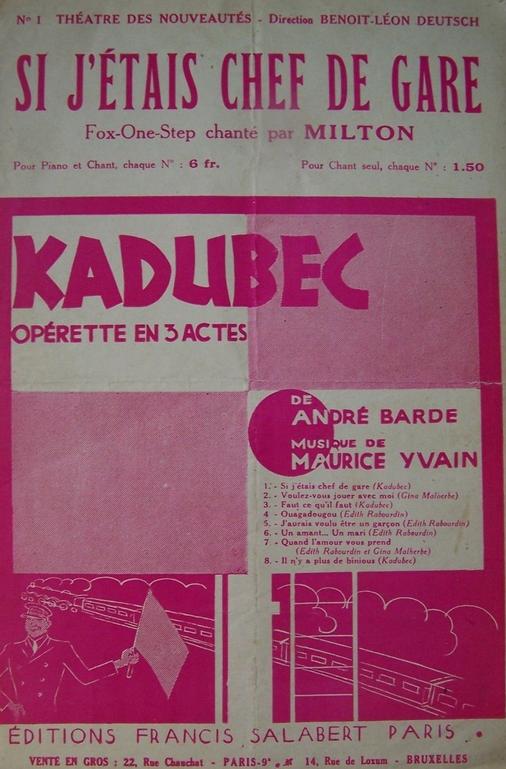 No 1 THÉATRE DES NOUVEAUTÉS - Direction BENOIT-LÉON DEUTSCH
SI J'ÉTAIS CHEF DE GARE
Fox-One-Step chanté par MILTON
Pour Piano et Chant, chaque No : 6 fr. Pour Chant seul, chaque No : 1.50
KADUBEC
OPÉRETTE EN 3 ACTES
DE
ANDRÉ BARDE
MUSIQUE DE
MAURICE YVAIN
1. - Si j'étais chef de gare (Kadubec)
2. - Voulez-vous jouer avec moi (Gina Malherbe)
3. - Faut ce qu'il faut (Kadubec)
4 - Ouagadougou (Edith Rabourdin)
5. - J'aurais voulu être un garçon (Edith Rabourdin)
6. - Un amant... Un mari (Edith Rabourdin)
7 - Quand l'amour vous prend
(Edith Rabourdin et Gina Malherbe)
8. - Il n'y a plus de binious (Kadubec)
ÉDITIONS FRANCIS SALABERT PARIS.
VENTE EN GROS : 22, Rue Chauchat - PARIS-9e 14, Rue de Loxum - BRUXELLES